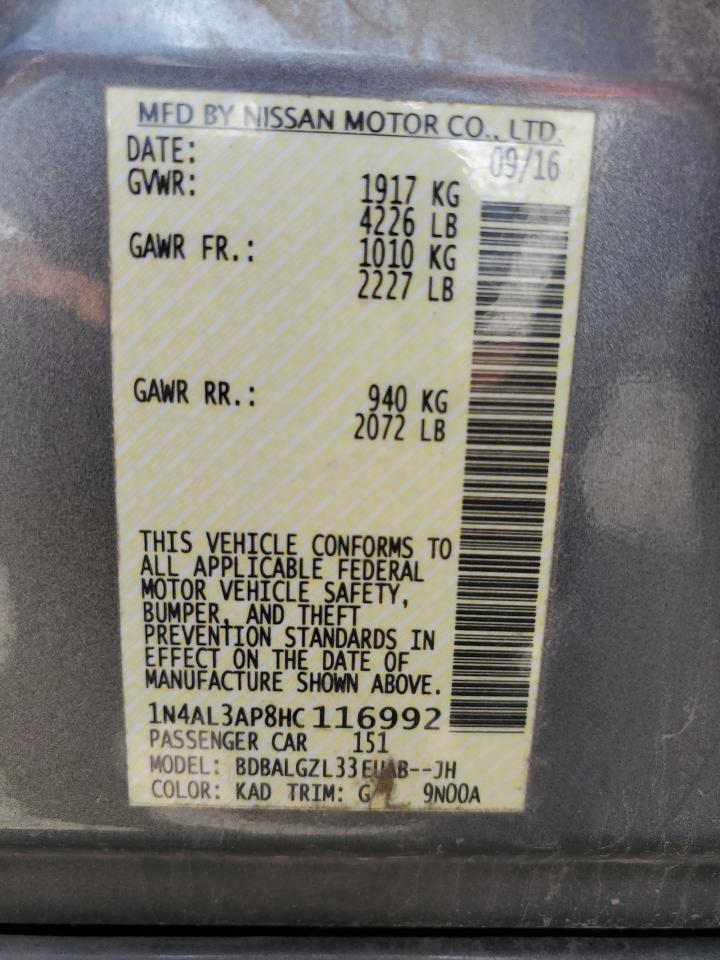 MFD BY NISSAN MOTOR CO., LTD.
DATE: 09/16
GVWR: 1917 KG
4226 LB
GAWR FR.: 1010 KG
2227 LB
GAWR RR.: 940 KG
2072 LB
THIS VEHICLE CONFORMS TO
ALL APPLICABLE FEDERAL
MOTOR VEHICLE SAFETY,
BUMPER, AND THEFT
PREVENTION STANDARDS IN
EFFECT ON THE DATE OF
MANUFACTURE SHOWN ABOVE.
1N4AL3AP8HC116992
PASSENGER CAR 151
MODEL:
COLOR: KAD TRIM: 9N00A